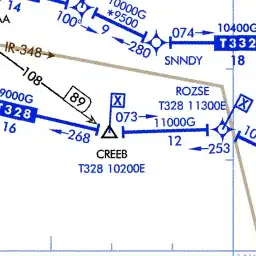 14
10000G
*9500
100°
9
280
074
10400G
T332
18
SNNDY
IR-348
108
89
X
X
ROZSE
T328 11300E
9000G
T328
16
268
073
11000G
12
253
CREEB
T328 10200E
100